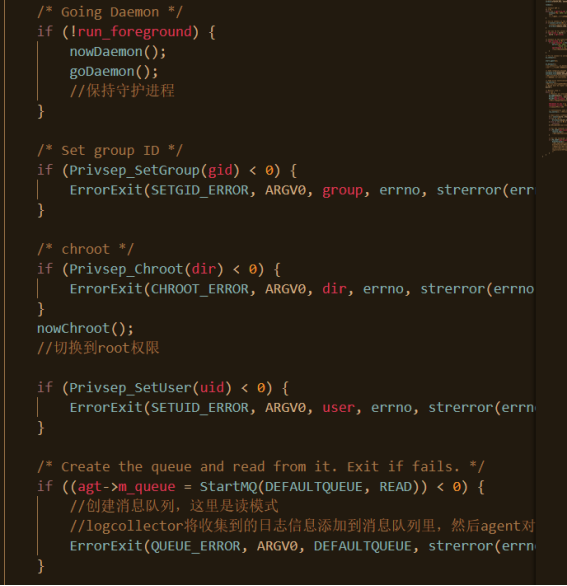 /* Going Daemon */
if (!run_foreground) {
nowDaemon();
goDaemon();
//保持守护进程
}
/* Set group ID */
if (Privsep_SetGroup(gid) < 0) {
ErrorExit(SETGID_ERROR, ARGV0, group, errno, strerror(err
}
/* chroot */
if (Privsep_Chroot(dir) < 0) {
ErrorExit(CHROOT_ERROR, ARGV0, dir, errno, strerror(errno
}
nowChroot();
//切换到root权限
if (Privsep_SetUser(uid) < 0) {
ErrorExit(SETUID_ERROR, ARGV0, user, errno, strerror(errn
}
/* Create the queue and read from it. Exit if fails. */
if ((agt->m_queue = StartMQ(DEFAULTQUEUE, READ)) < 0) {
//创建消息队列，这里是读模式
//logcollector将收集到的日志信息添加到消息队列里，然后agent对
ErrorExit(QUEUE_ERROR, ARGV0, DEFAULTQUEUE, strerror(errn
}